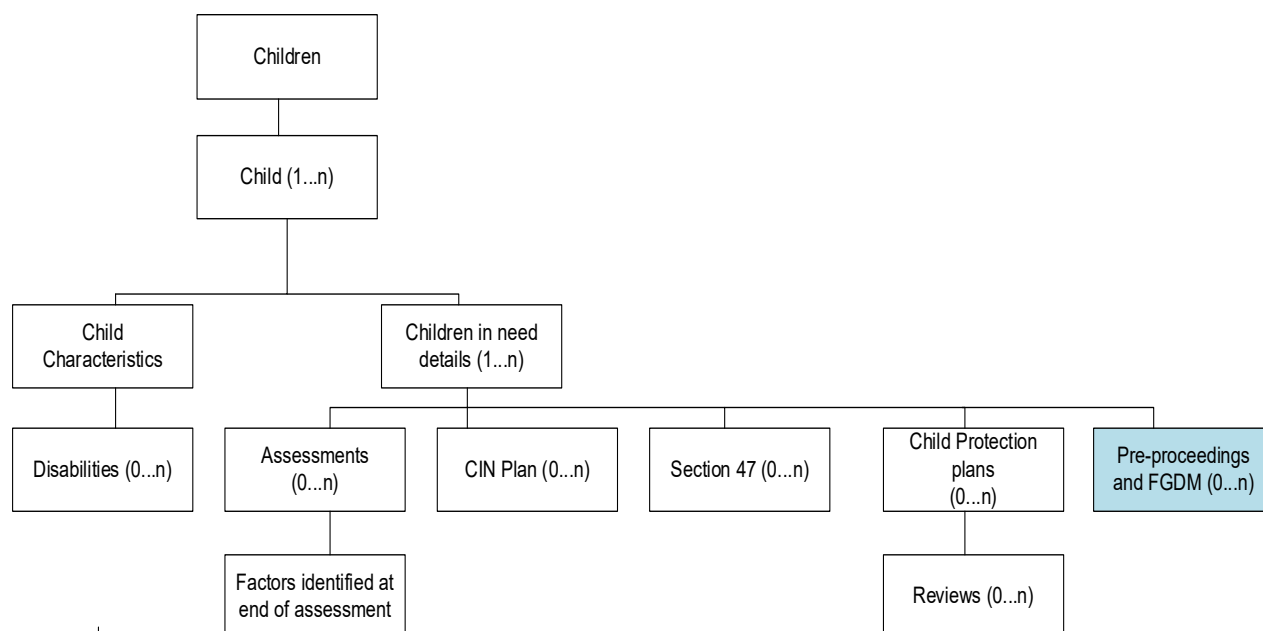 Children
Child (1...n)
Child
Characteristics
Children in need
details (1...n)
Disabilities (0...n)
Assessments
(0...n)
CIN Plan (0...n)
Section 47 (0...n)
Child Protection
plans
(0...n)
Pre-proceedings
and FGDM (0...n)
Factors identified at
end of assessment
Reviews (0...n)